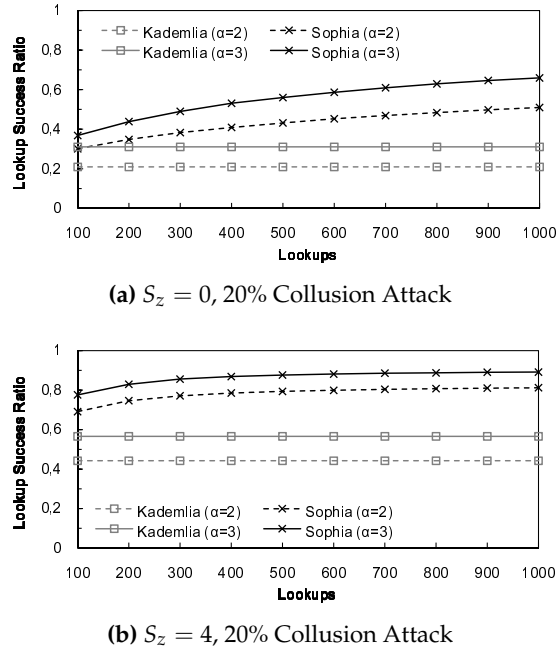 1
0,8
0,6
0,4
0,2
0
Lookup Success Ratio
Kademlia (α=2) Sophia (α=2)
Kademlia (α=3) Sophia (α=3)
100 200 300 400 500 600 700 800 900 1000
Lookups
(a) S_z = 0, 20% Collusion Attack
1
0,8
0,6
0,4
0,2
0
Lookup Success Ratio
Kademlia (α=2) Sophia (α=2)
Kademlia (α=3) Sophia (α=3)
100 200 300 400 500 600 700 800 900 1000
Lookups
(b) S_z = 4, 20% Collusion Attack